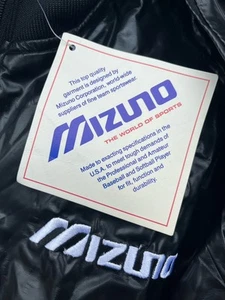 This top quality
garment is designed by
Mizuno Corporation, world-wide
suppliers of fine team sportswear.
MIZUNO
THE WORLD OF SPORTS
Made to exacting specifications in the
U.S.A. to meet tough demands of
the Professional and Amateur
Baseball and Softball Player
for fit, function and
durability.
MIZUNO